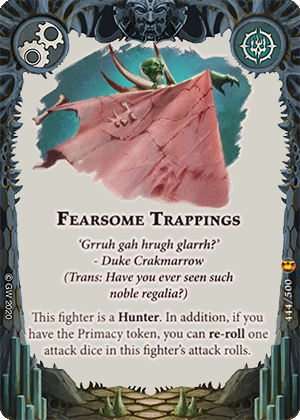 FEARSOME TRAPPINGS
‘Grruh gah hrugh glarrh?’
- Duke Crakmarrow
(Trans: Have you ever seen such
noble regalia?)
This fighter is a Hunter. In addition, if you
have the Primacy token, you can re-roll one
attack dice in this fighter's attack rolls.
© GW 2020
444/500